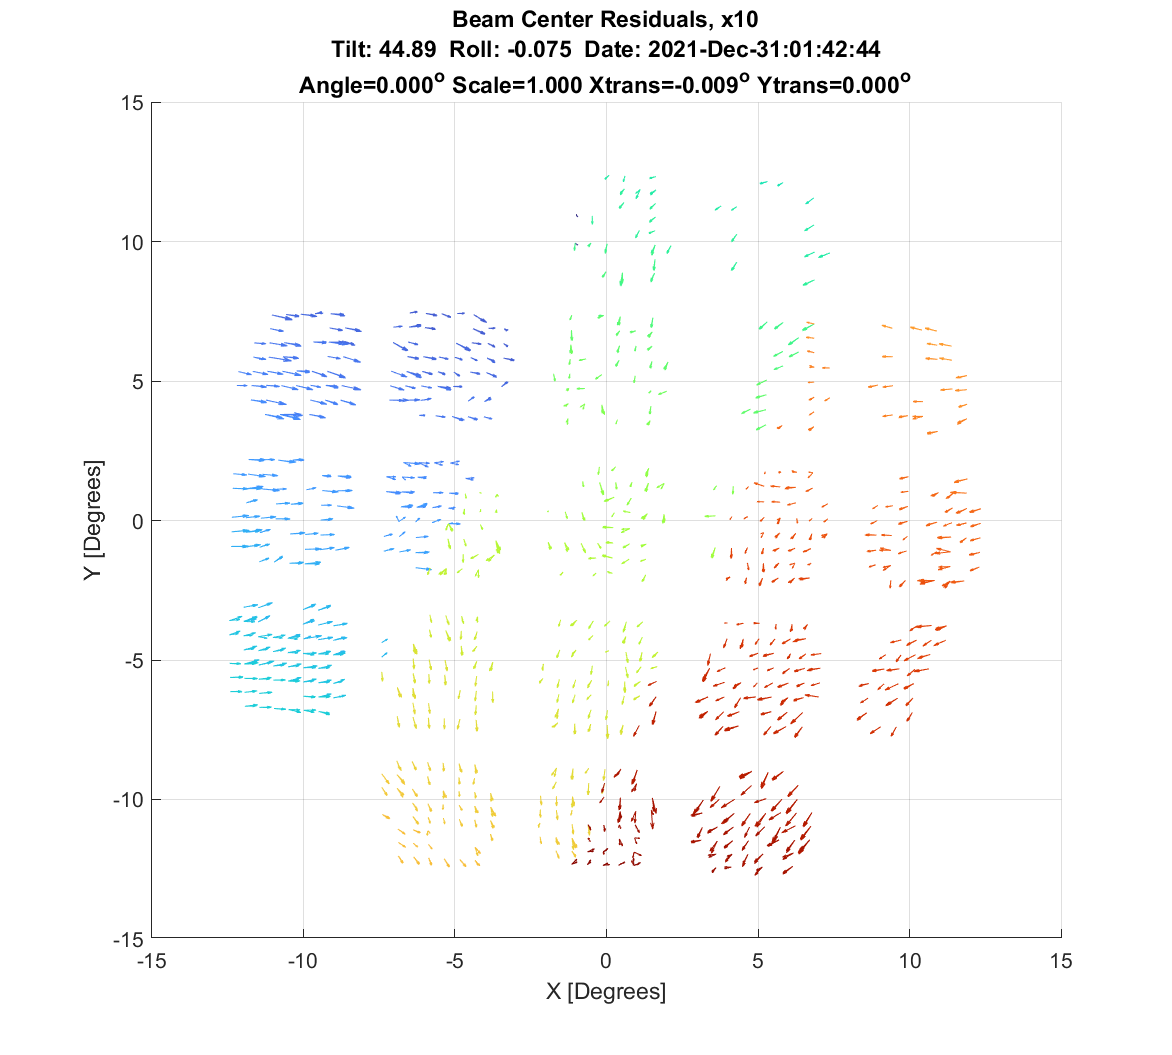 Beam Center Residuals, x10
Tilt: 44.89 Roll: -0.075 Date: 2021-Dec-31:01:42:44
Angle=0.000° Scale=1.000 Xtrans=-0.009° Ytrans=0.000°
15
10
5
0
-5
-10
-15
Y [Degrees]
-15 -10 -5 0 5 10 15
X [Degrees]